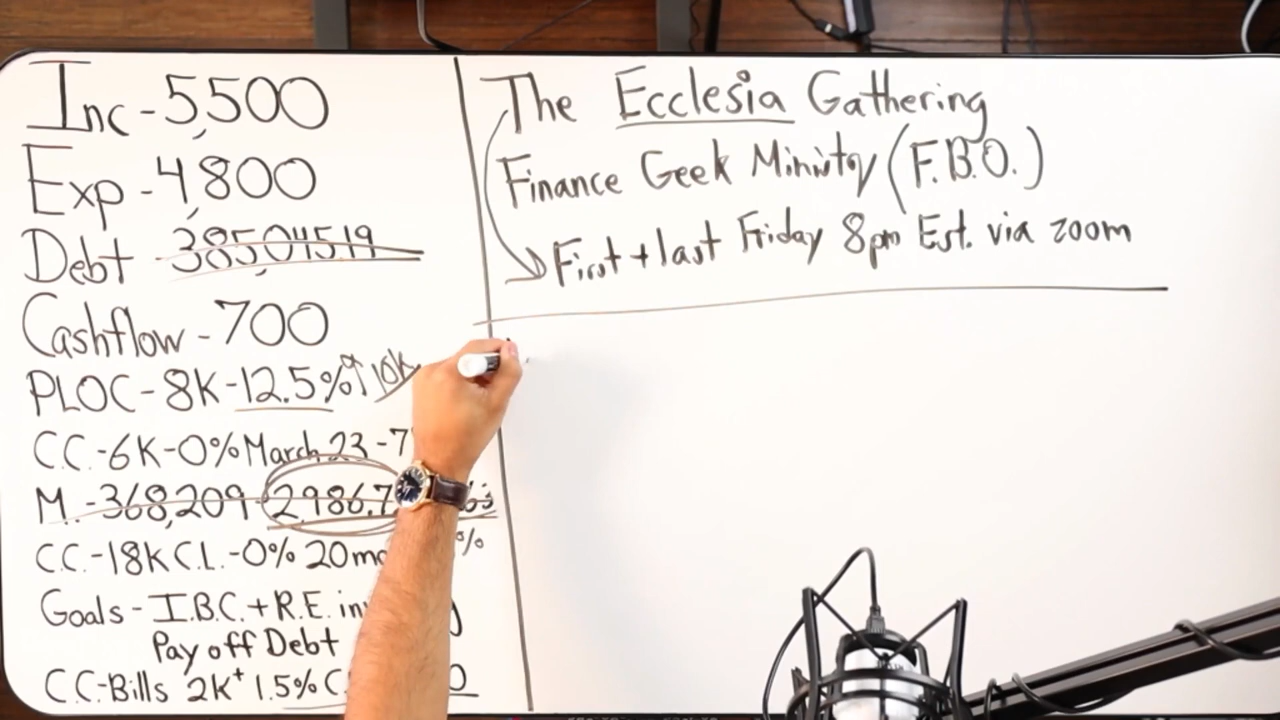 Inc - 5,500
Exp - 4,800
Debt - 385,045.19
Cashflow - 700
PLOC - 8K - 12.5% 10K
C.C. - 6K - 0% March 23 - 7
M. - 368,209 - 2,986.7
C.C. - 18K C.L. - 0% 20 %
Goals - I.B.C. + R.E.
Pay off Debt
C.C. - Bills 2K+ 1.5%
The Ecclesia Gathering
Finance Geek Ministry (F.B.O.)
First + last Friday 8pm Est. via zoom